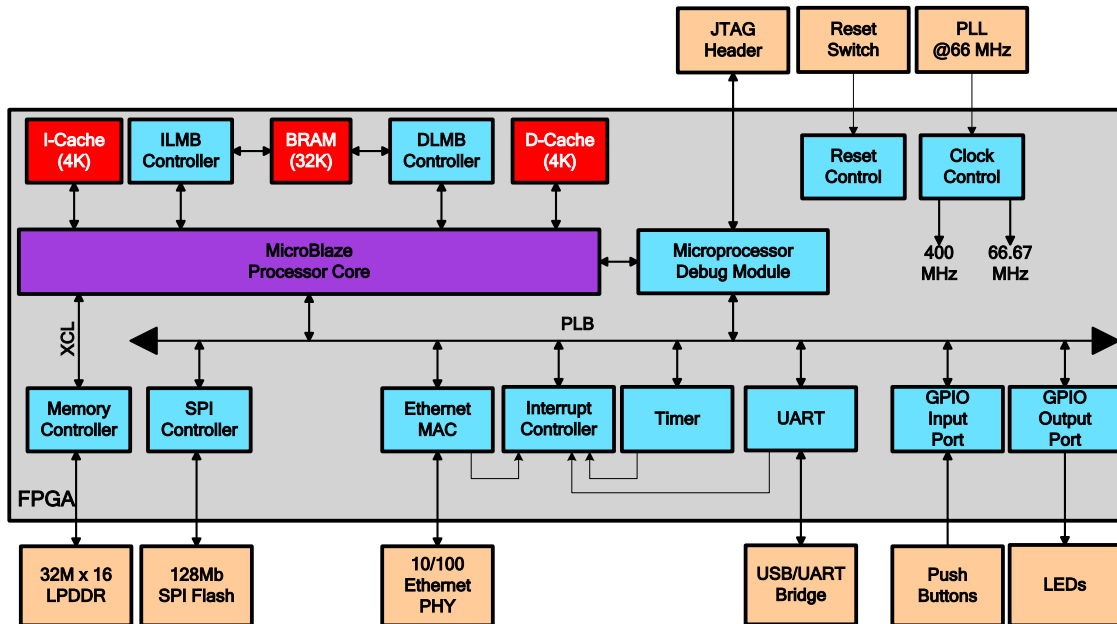 JTAG
Header
Reset
Switch
PLL
@66 MHz
I-Cache
(4K)
ILMB
Controller
BRAM
(32K)
DLMB
Controller
D-Cache
(4K)
Reset
Control
Clock
Control
MicroBlaze
Processor Core
Microprocessor
Debug Module
400
MHz
66.67
MHz
XCL
PLB
Memory
Controller
SPI
Controller
Ethernet
MAC
Interrupt
Controller
Timer
UART
GPIO
Input
Port
GPIO
Output
Port
FPGA
32M x 16
LPDDR
128Mb
SPI Flash
10/100
Ethernet
PHY
USB/UART
Bridge
Push
Buttons
LEDs